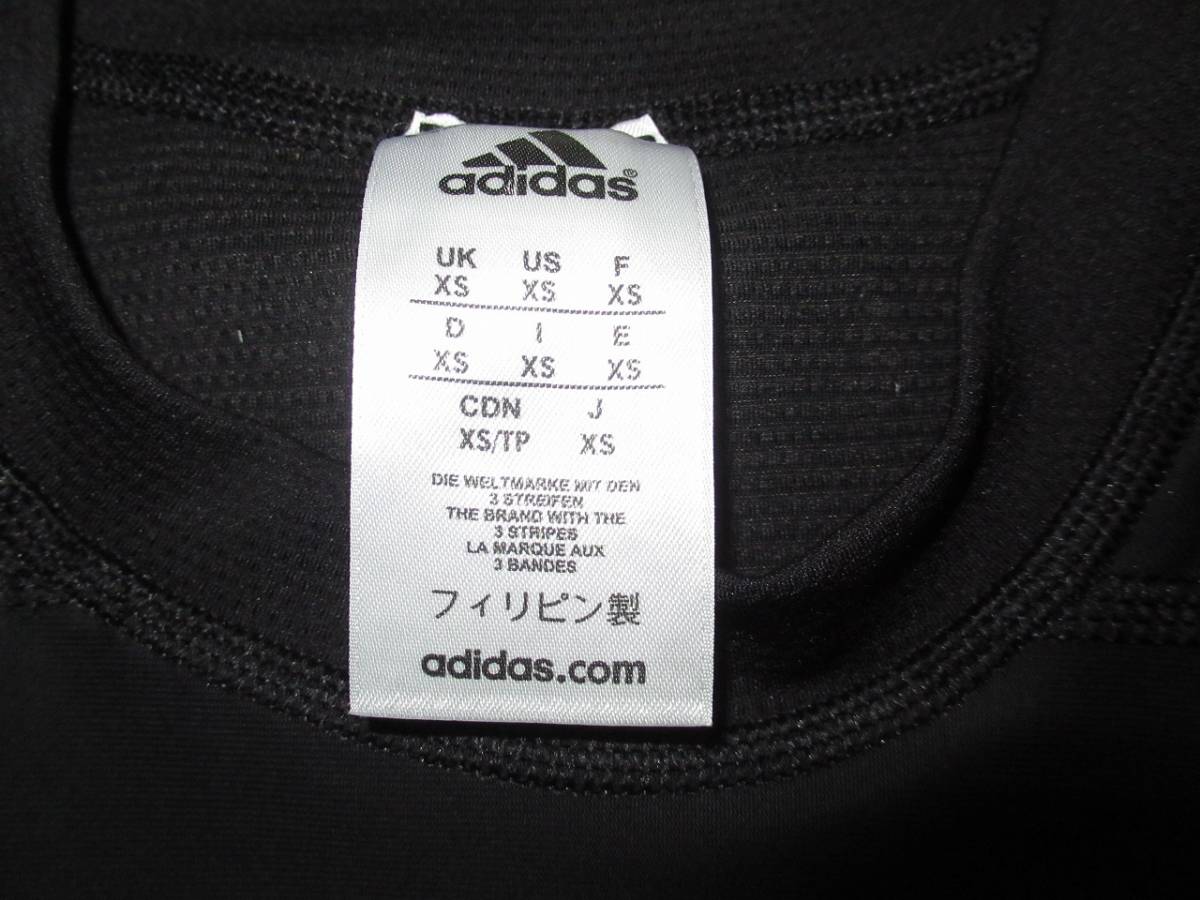 adidas®
UK US F
XS XS XS
D I E
XS XS XS
CDN J
XS/TP XS
DIE WELTMARKE MIT DEN
3 STREIFEN
THE BRAND WITH THE
3 STRIPES
LA MARQUE AUX
3 BANDES
フィリピン製
adidas.com